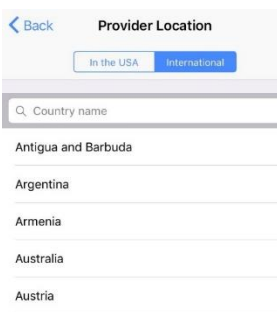 Back Provider Location
In the USA International
Country name
Antigua and Barbuda
Argentina
Armenia
Australia
Austria